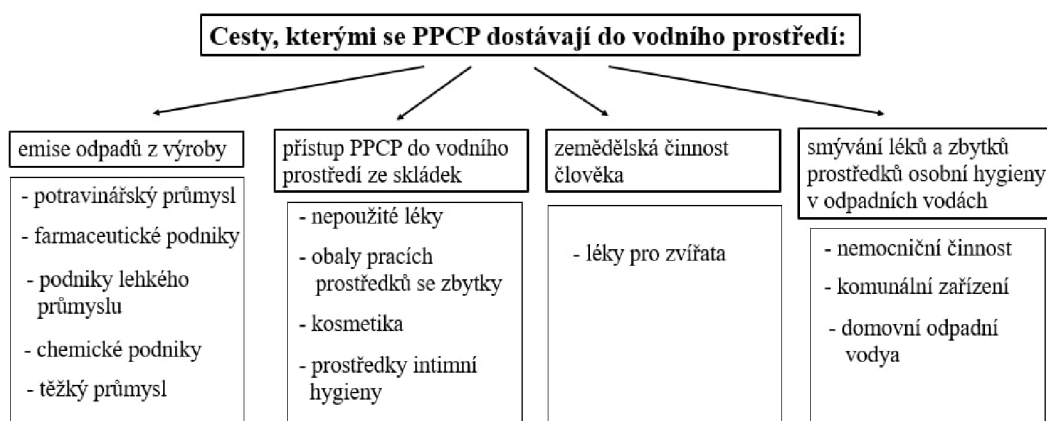 Cesty, kterými se PPCP dostávají do vodního prostředí:
emise odpadů z výroby
- potravinářský průmysl
- farmaceutické podniky
- podniky lehkého
průmyslu
- chemické podniky
- těžký průmysl
přístup PPCP do vodního
prostředí ze skládek
- nepoužité léky
- obaly pracích
prostředků se zbytky
- kosmetika
- prostředky intimní
hygieny
zemědělská činnost
člověka
- léky pro zvířata
smývání léků a zbytků
prostředků osobní hygieny
v odpadních vodách
- nemocniční činnost
- komunální zařízení
- domovní odpadní
vodya